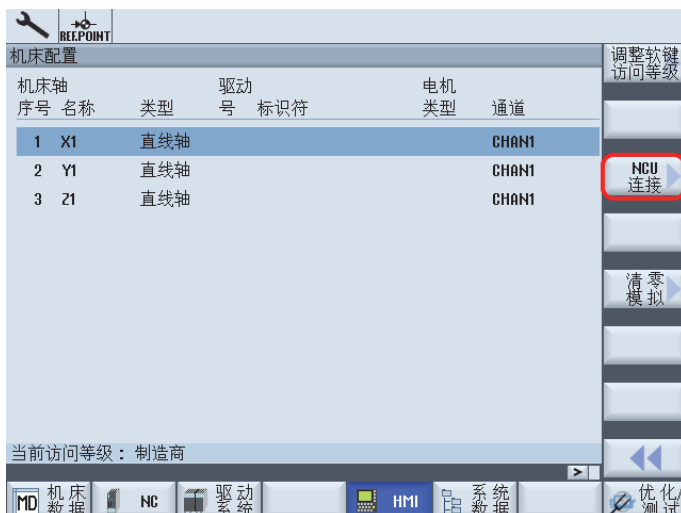 REF.POINT
机床配置
调整软键
访问等级
机床轴 驱动 电机
序号 名称 类型 号 标识符 类型 通道
1 X1 直线轴 CHAN1
2 Y1 直线轴 CHAN1
3 Z1 直线轴 CHAN1
NCU
连接
清零
模拟
当前访问等级: 制造商
>
MD 机床
数据
NC
驱动
系统
HMI
系统
数据
优化/
测试